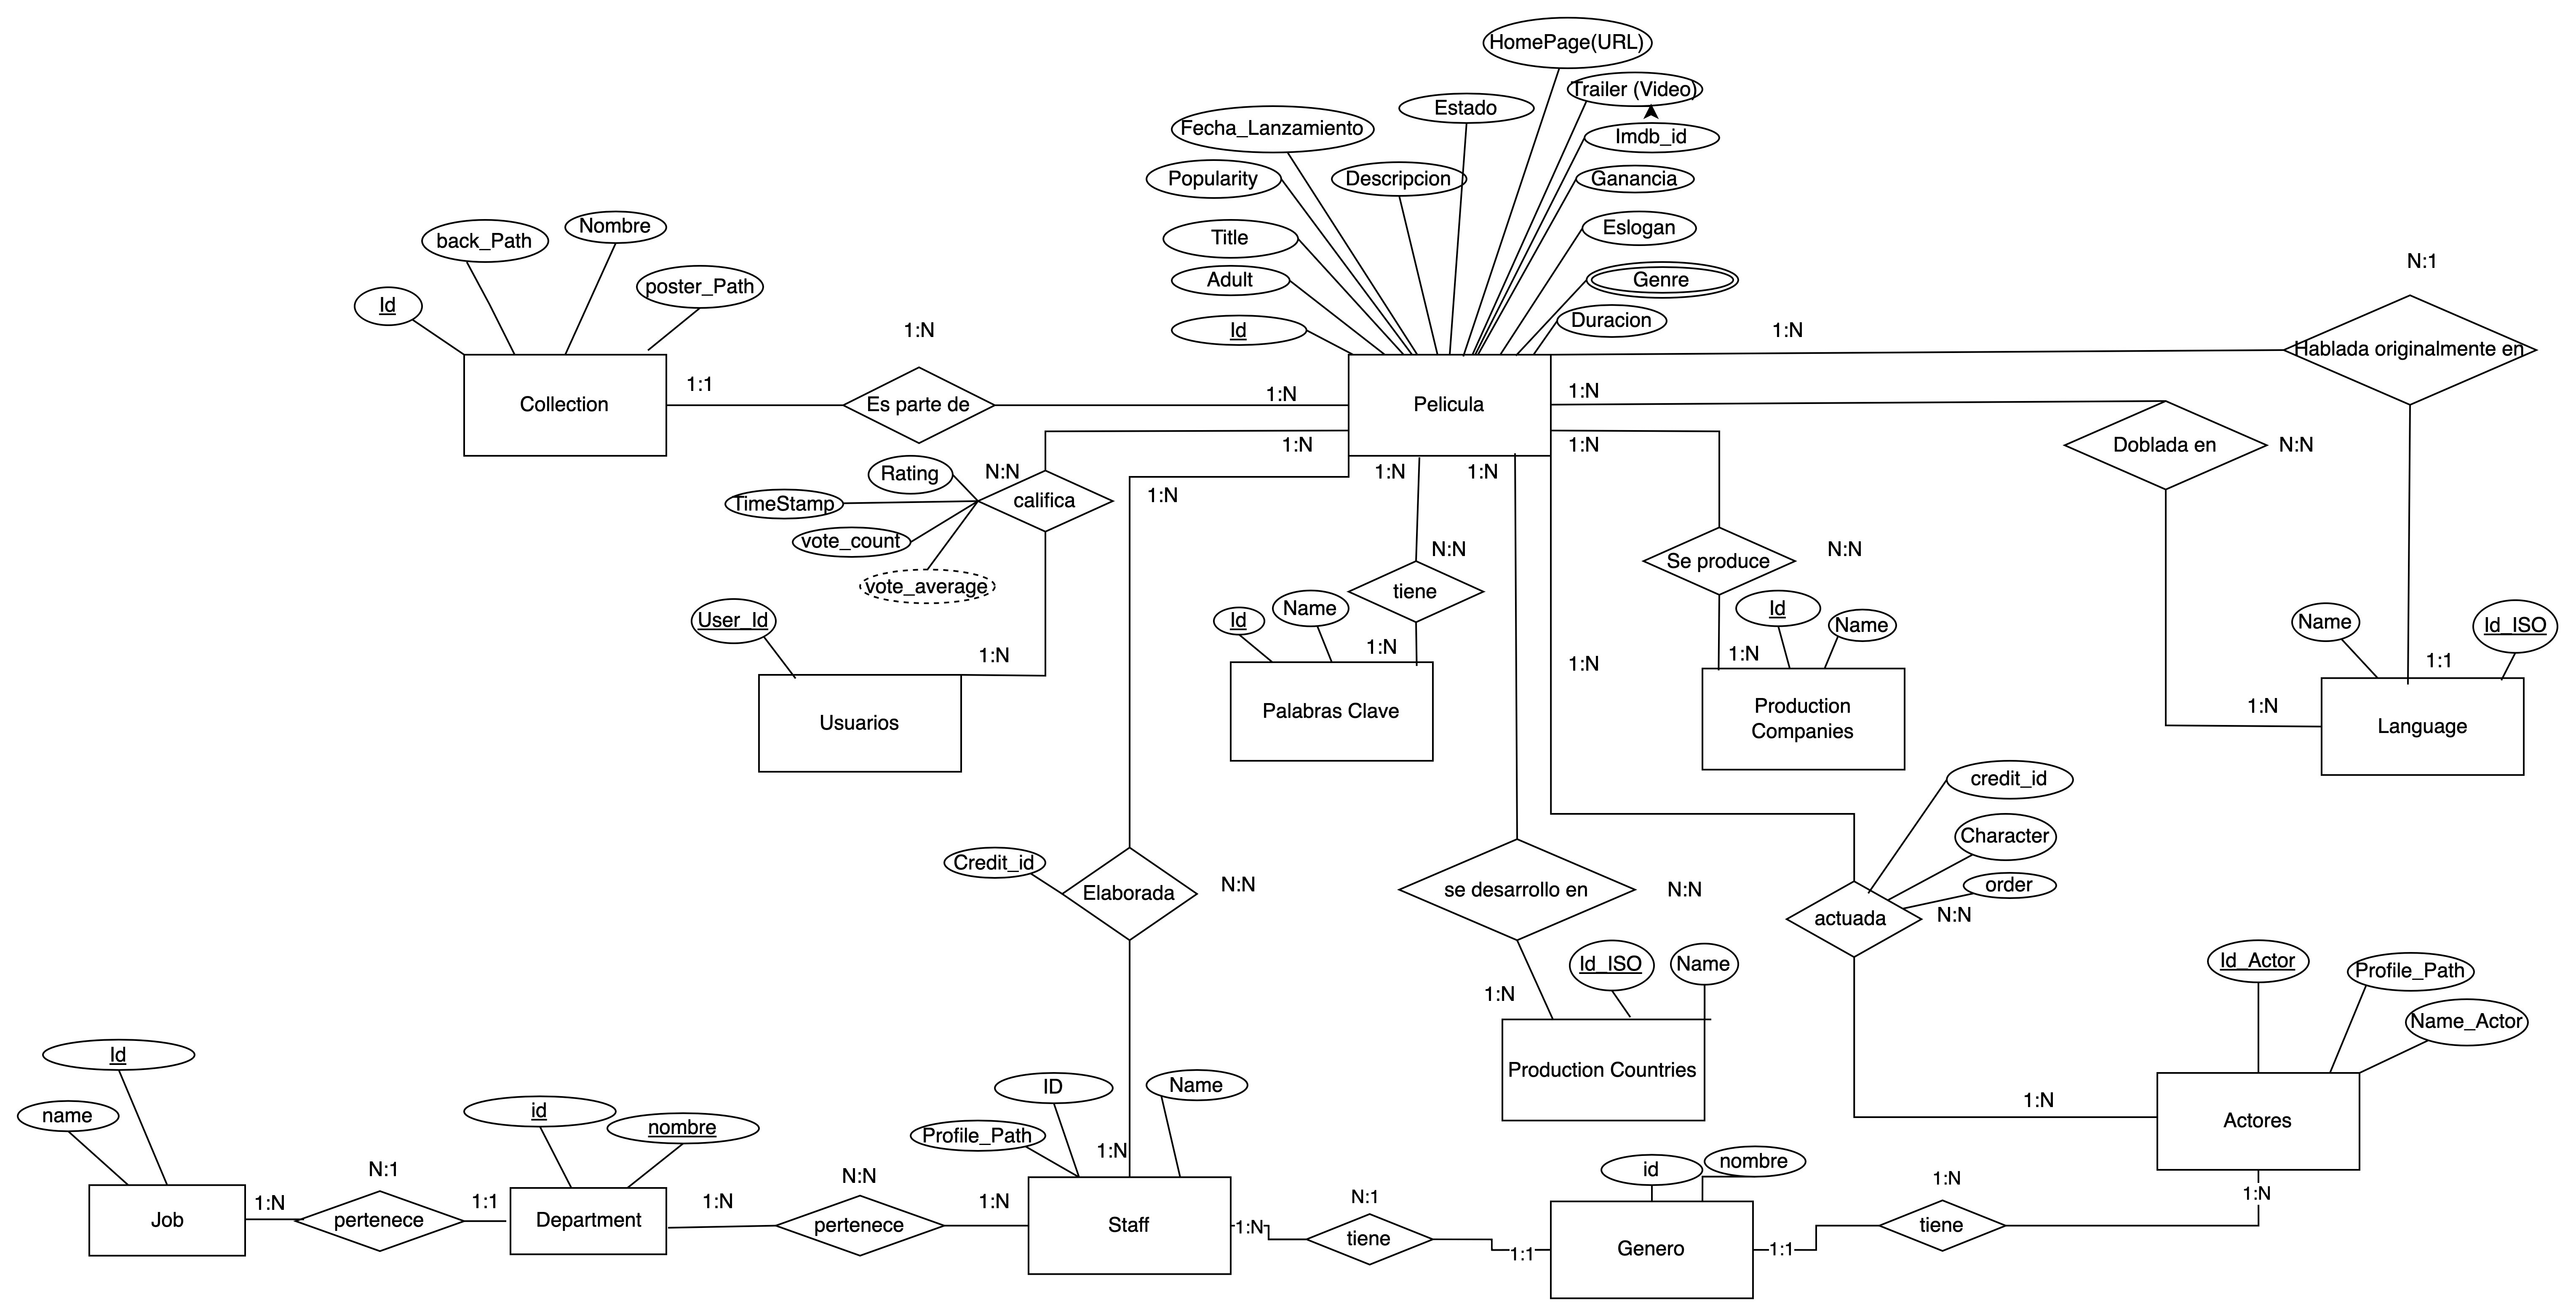 HomePage(URL)
Trailer (Video)
Estado
Fecha_Lanzamiento
Imdb_id
Popularity
Descripcion
Ganancia
Nombre
back_Path
Title
Eslogan
N:1
poster_Path
Adult
Genre
Id
Id
Duracion
1:N
1:N
Hablada originalmente en
1:1
1:N
1:N
Collection
Es parte de
Pelicula
1:N
1:N
Doblada en
N:N
Rating
N:N
1:N
1:N
TimeStamp
califica
1:N
vote_count
N:N
N:N
Se produce
vote_average
tiene
User_Id
Id
Name
Id
Name
Name
Id_ISO
1:N
1:N
1:N
1:N
1:1
Usuarios
Palabras Clave
Production
Companies
1:N
Language
credit_id
Character
Credit_id
Elaborada
N:N
se desarrollo en
N:N
order
actuada
N:N
Id_ISO
Name
Id_Actor
Profile_Path
1:N
Name_Actor
Id
ID
Name
Production Countries
1:N
Actores
name
id
nombre
Profile_Path
1:N
N:1
N:N
id
nombre
1:N
1:N
1:1
1:N
1:N
N:1
1:N
Job
pertenece
Department
pertenece
Staff
1:N
tiene
1:1
Genero
1:1
tiene